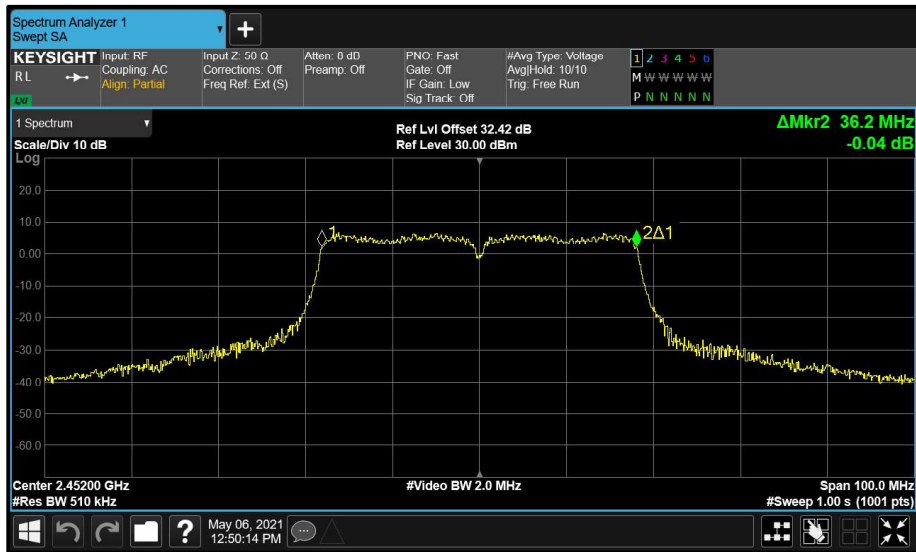 Spectrum Analyzer 1
Swept SA
KEYSIGHT
RL
LXI
Input: RF
Coupling: AC
Align: Partial
Input Z: 50 Ω
Corrections: Off
Freq Ref: Ext (S)
Atten: 0 dB
Preamp: Off
PNO: Fast
Gate: Off
IF Gain: Low
Sig Track: Off
#Avg Type: Voltage
Avg|Hold: 10/10
Trig: Free Run
1 2 3 4 5 6
M W W W W W
P N N N N N
1 Spectrum
Scale/Div 10 dB
Log
Ref Lvl Offset 32.42 dB
Ref Level 30.00 dBm
ΔMkr2 36.2 MHz
-0.04 dB
20.0
10.0
0.00
-10.0
-20.0
-30.0
-40.0
-50.0
-60.0
1
2Δ1
Center 2.45200 GHz
#Res BW 510 kHz
#Video BW 2.0 MHz
Span 100.0 MHz
#Sweep 1.00 s (1001 pts)
?
May 06, 2021
12:50:14 PM